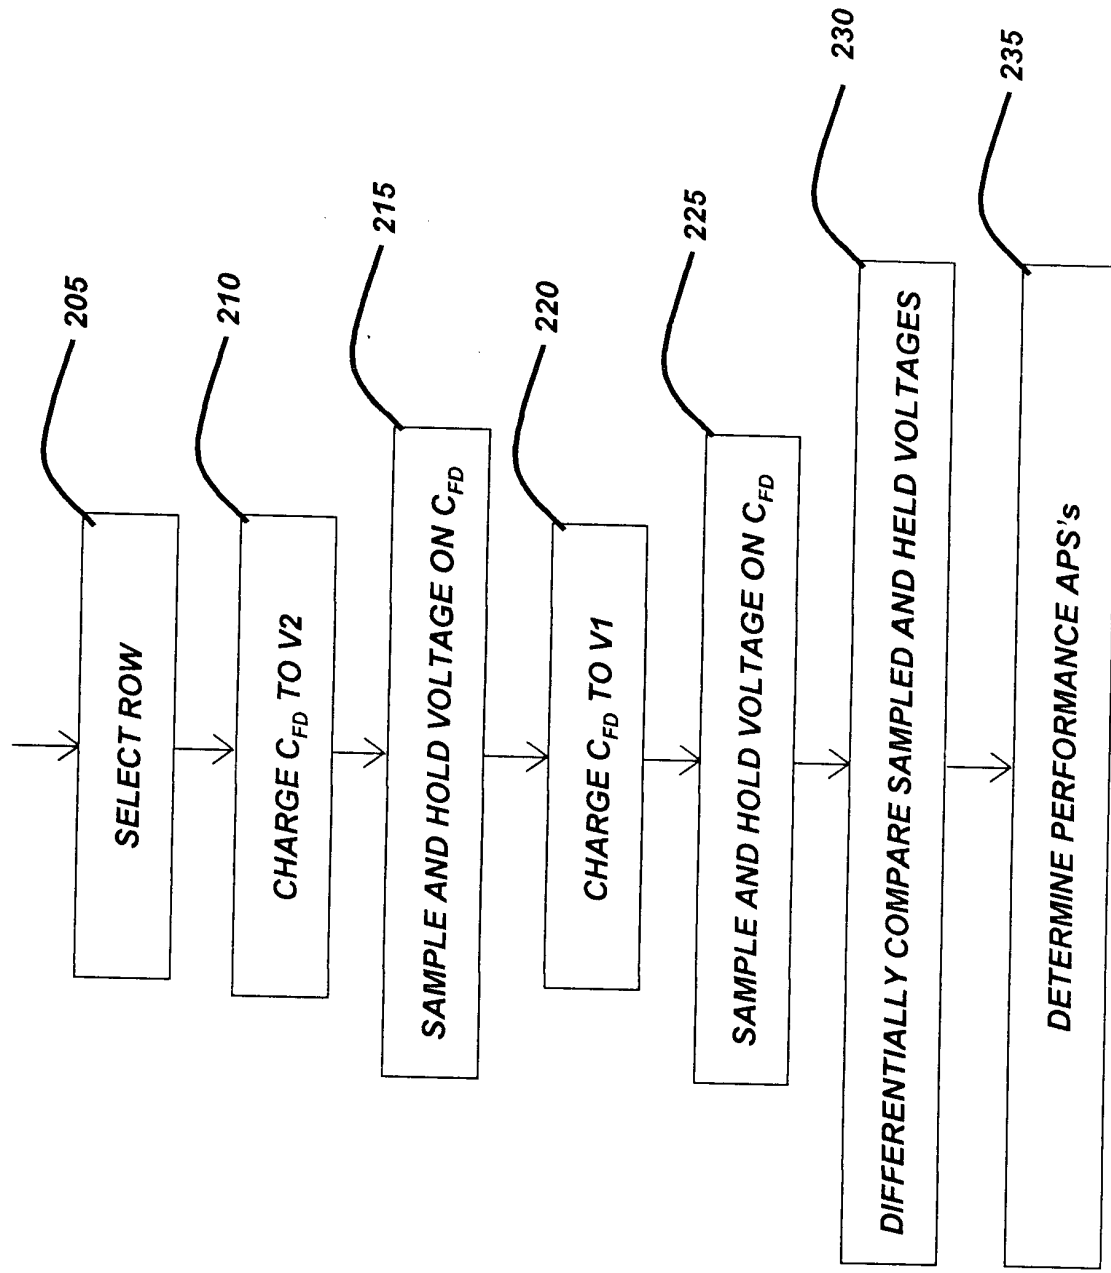 205
SELECT ROW
210
CHARGE C_FD TO V2
215
SAMPLE AND HOLD VOLTAGE ON C_FD
220
CHARGE C_FD TO V1
225
SAMPLE AND HOLD VOLTAGE ON C_FD
230
DIFFERENTIALLY COMPARE SAMPLED AND HELD VOLTAGES
235
DETERMINE PERFORMANCE APS's